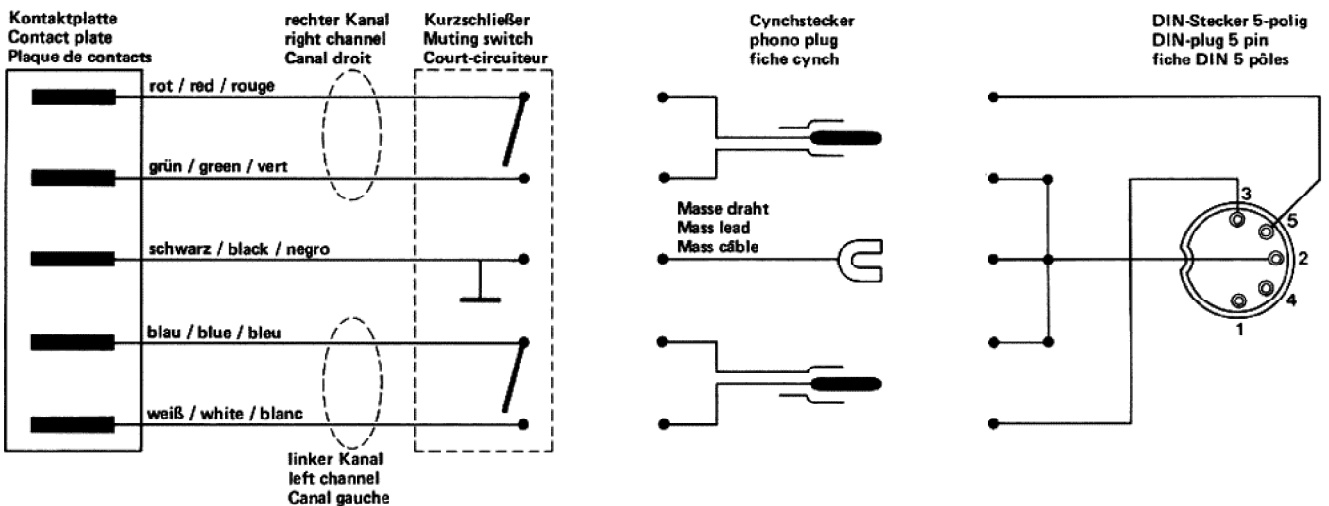 Kontaktplatte
Contact plate
Plaque de contacts
rechter Kanal
right channel
Canal droit
Kurzschließer
Muting switch
Court-circuiteur
Cynchstecker
phono plug
fiche cynch
DIN-Stecker 5-polig
DIN-plug 5 pin
fiche DIN 5 pôles
rot / red / rouge
grün / green / vert
schwarz / black / negro
blau / blue / bleu
weiß / white / blanc
linker Kanal
left channel
Canal gauche
Masse draht
Mass lead
Mass câble
3
5
2
4
1